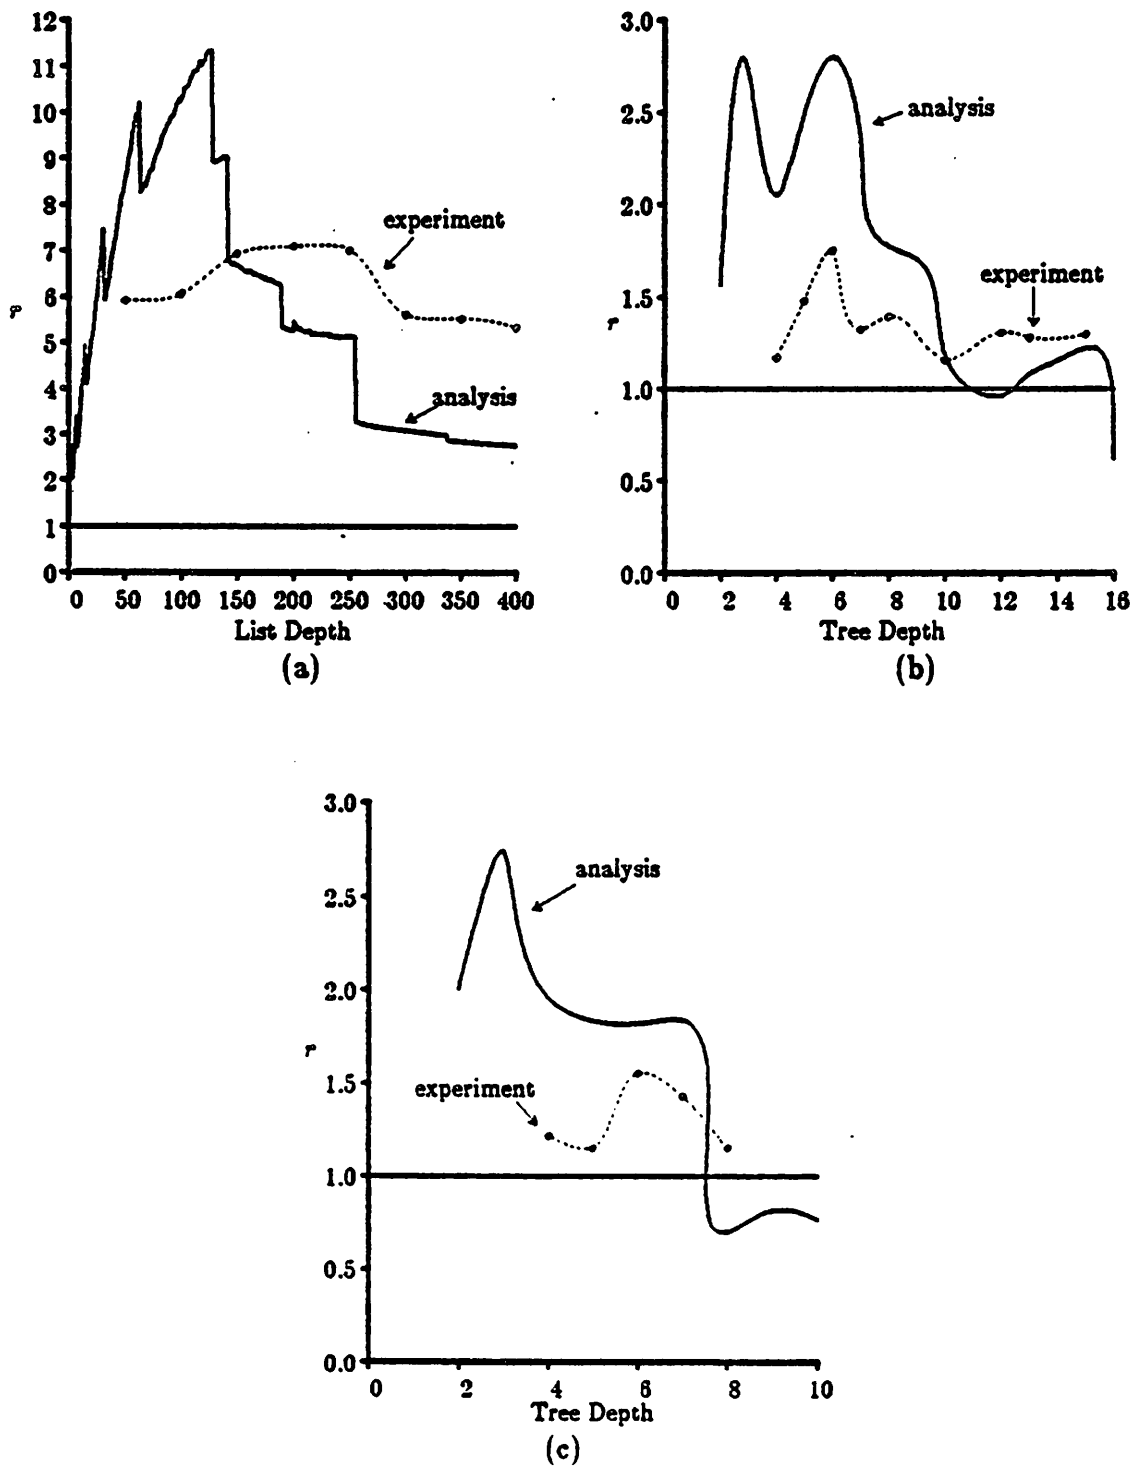 12
11
10
9
8
7
6
5
4
3
2
1
0
r
experiment
analysis
0 50 100 150 200 250 300 350 400
List Depth
(a)
3.0
2.5
2.0
1.5
1.0
0.5
0.0
r
analysis
experiment
0 2 4 6 8 10 12 14 16
Tree Depth
(b)
3.0
2.5
2.0
1.5
1.0
0.5
0.0
r
analysis
experiment
0 2 4 6 8 10
Tree Depth
(c)